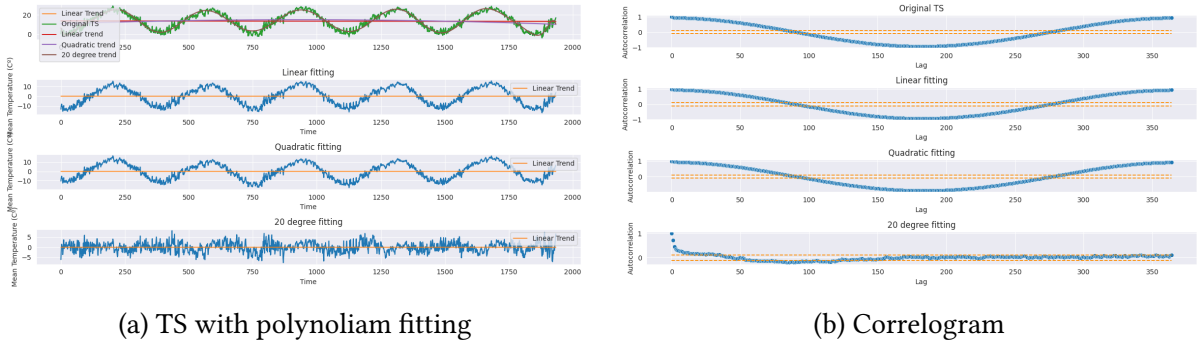 Linear Trend
Original TS
Linear trend
Quadratic trend
20 degree trend
20
0
0 250 500 750 1000 1250 1500 1750 2000
Linear fitting
Mean Temperature (Cº)
10
0
−10
Linear Trend
0 250 500 750 1000 1250 1500 1750 2000
Time
Quadratic fitting
Mean Temperature (Cº)
10
0
−10
Linear Trend
0 250 500 750 1000 1250 1500 1750 2000
Time
20 degree fitting
Mean Temperature (Cº)
5
0
−5
Linear Trend
0 250 500 750 1000 1250 1500 1750 2000
Time
(a) TS with polynoliam fitting
Original TS
Autocorrelation
1
0
−1
0 50 100 150 200 250 300 350
Lag
Linear fitting
Autocorrelation
1
0
−1
0 50 100 150 200 250 300 350
Lag
Quadratic fitting
Autocorrelation
1
0
0 50 100 150 200 250 300 350
Lag
20 degree fitting
Autocorrelation
1
0
0 50 100 150 200 250 300 350
Lag
(b) Correlogram